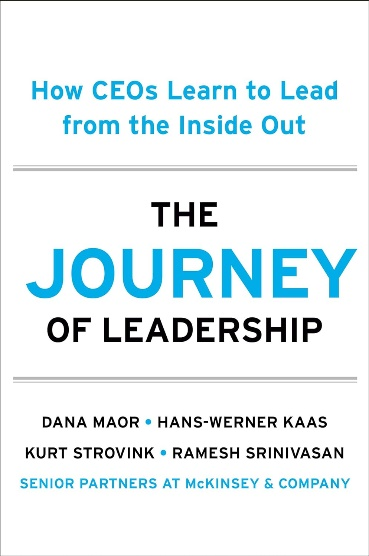 How CEOs Learn to Lead
from the Inside Out
THE
JOURNEY
OF LEADERSHIP
DANA MAOR • HANS-WERNER KAAS
KURT STROVINK • RAMESH SRINIVASAN
SENIOR PARTNERS AT McKINSEY & COMPANY